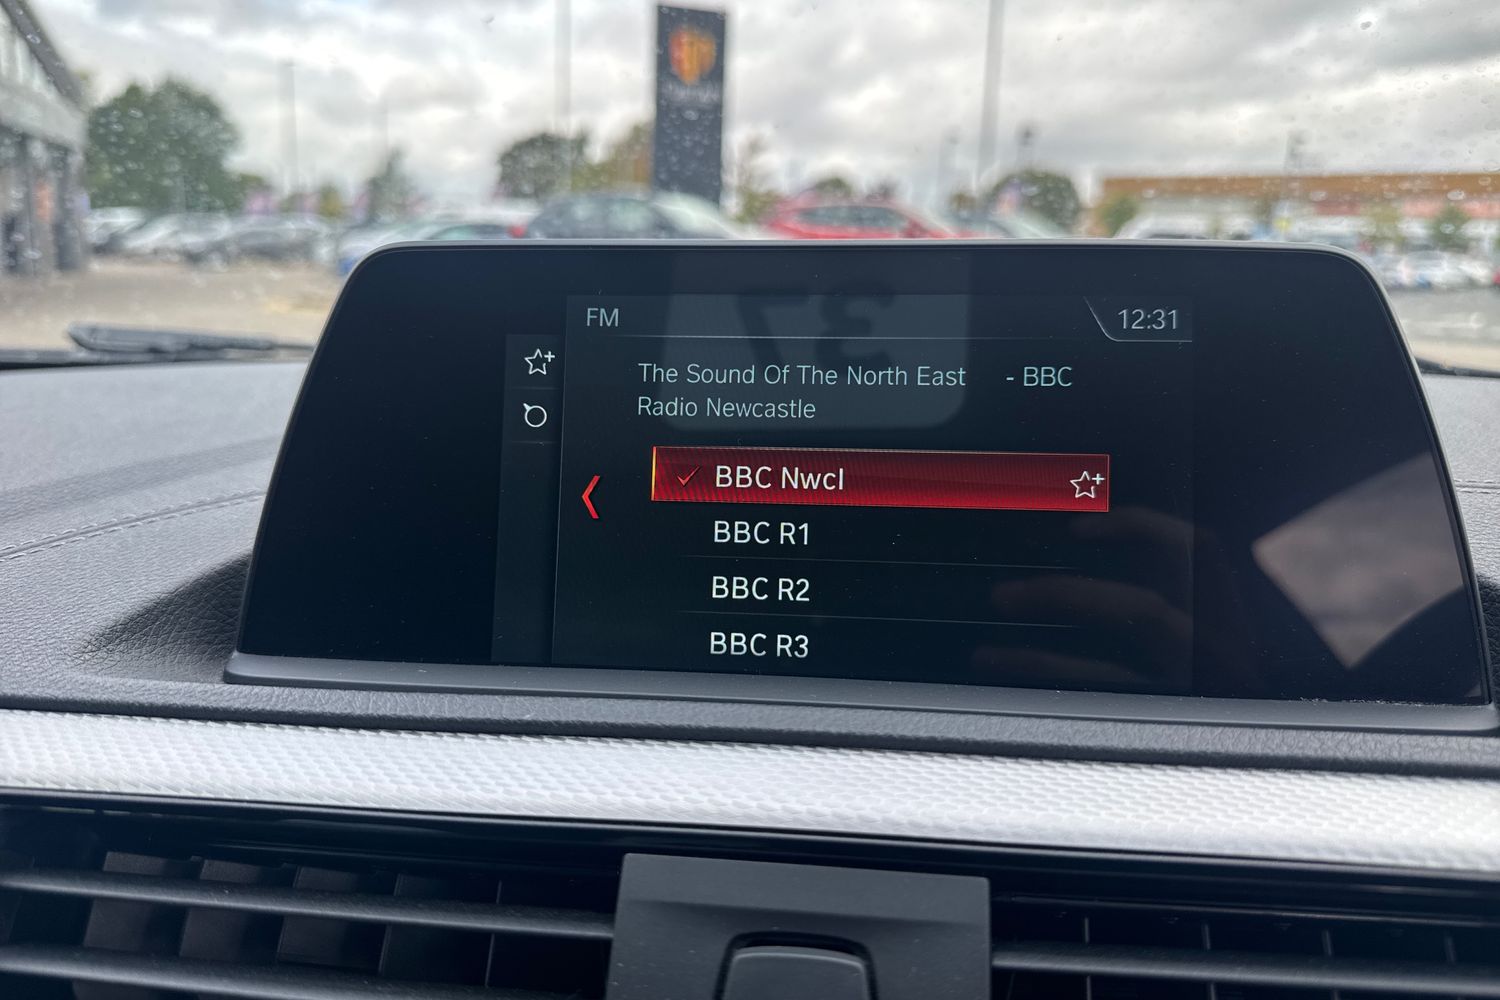 FM
12:31
The Sound Of The North East - BBC
Radio Newcastle
BBC Nwcl
BBC R1
BBC R2
BBC R3